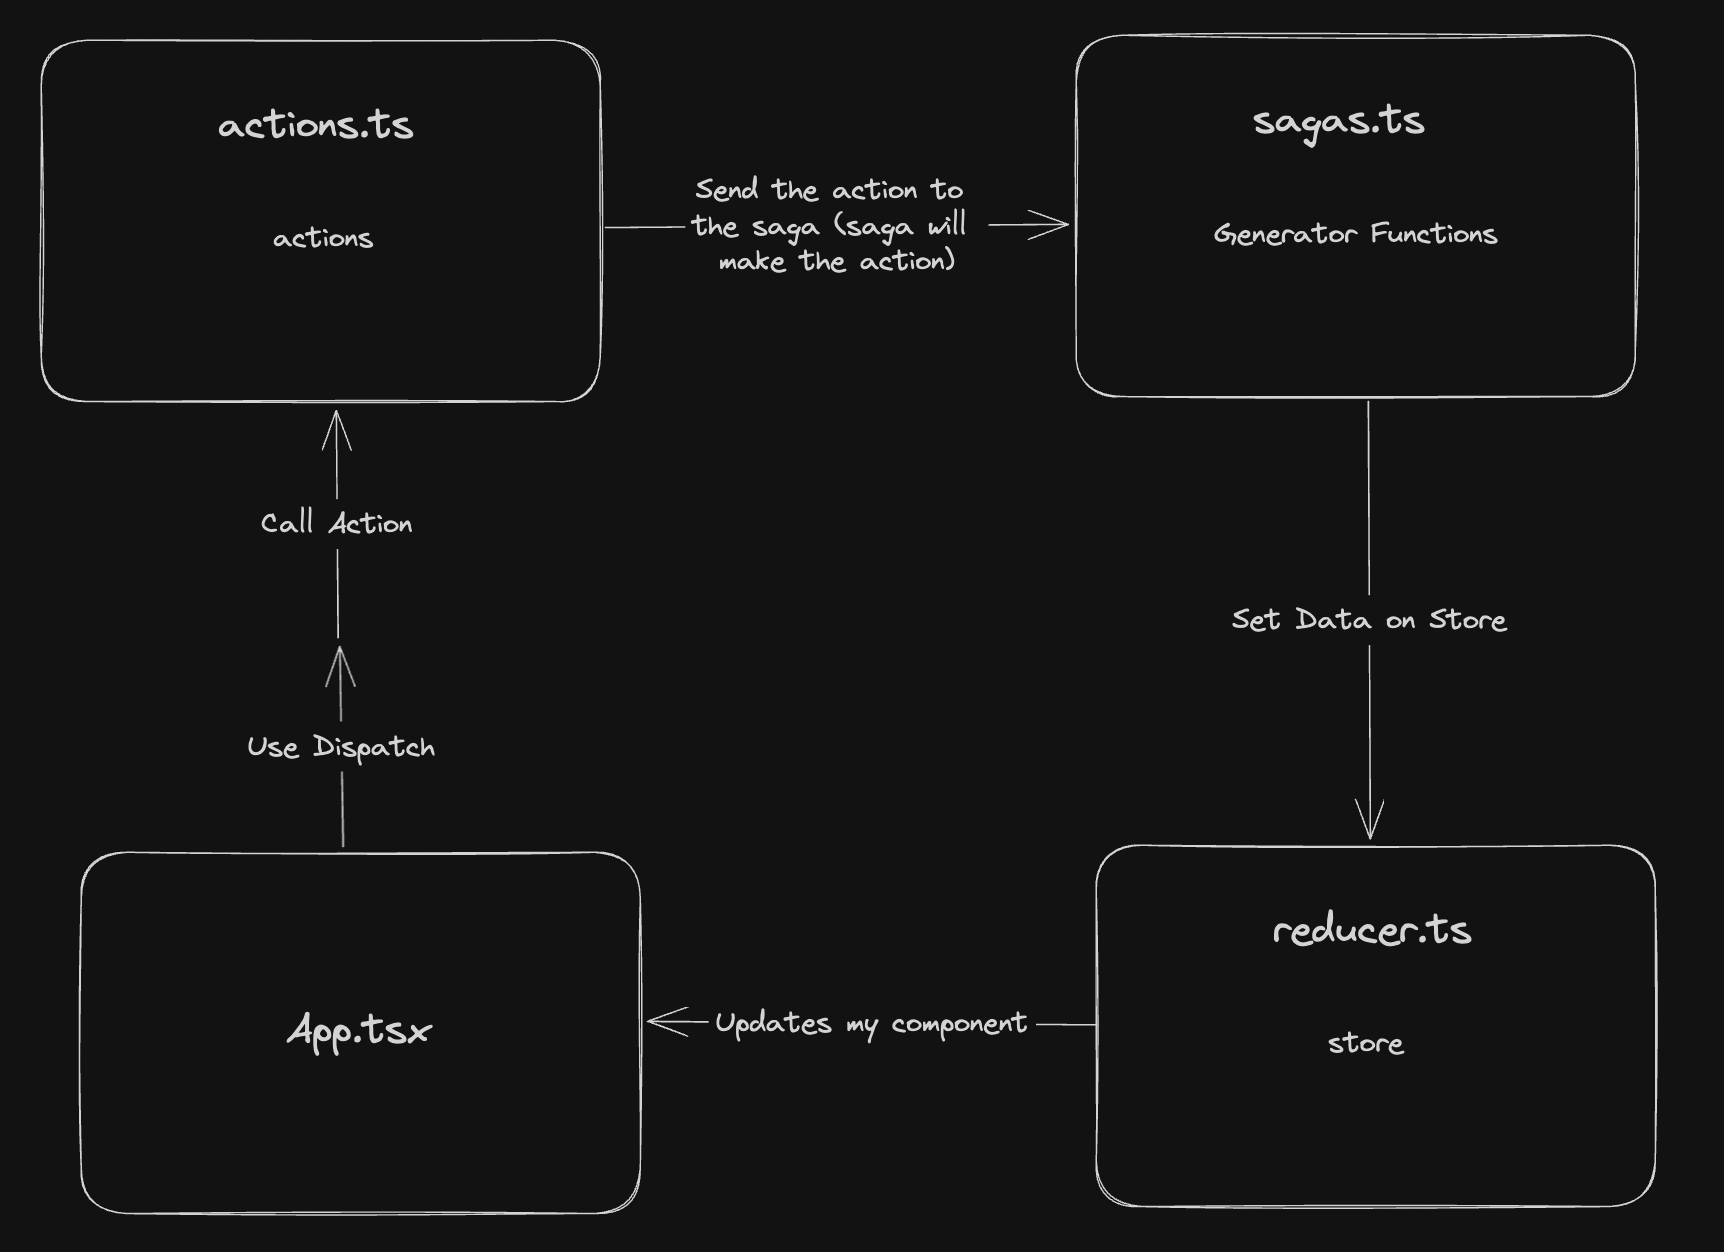 actions.ts
actions
Send the action to
the saga (saga will
make the action)
sagas.ts
Generator Functions
Call Action
Use Dispatch
Set Data on Store
App.tsx
Updates my component
reducer.ts
store